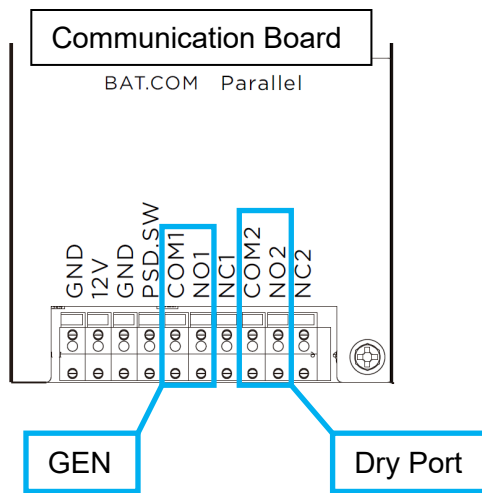 Communication Board
BAT.COM Parallel
GND
12V
GND
PSD.SW
COM1
NO1
NC1
COM2
NO2
NC2
GEN
Dry Port